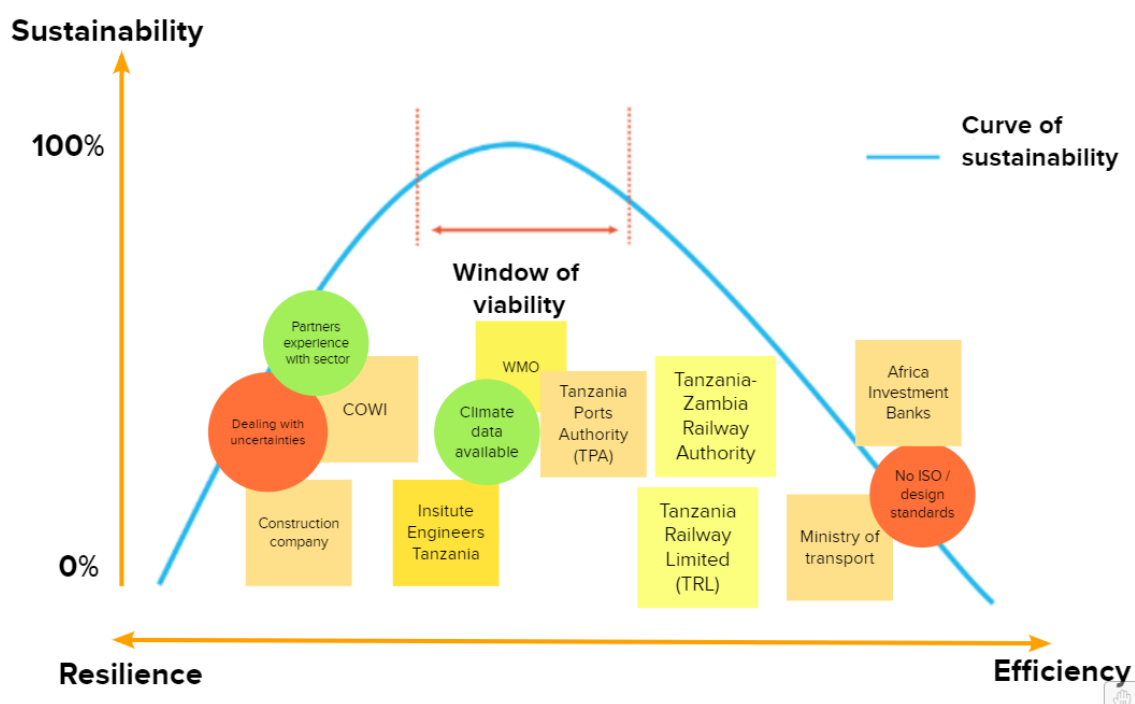 Sustainability
100%
Curve of
sustainability
Window of
viability
Partners
experience
with sector
WMO
Africa
Investment
Banks
Tanzania-
Zambia
Railway
Authority
Tanzania
Ports
Authority
(TPA)
COWI
Climate
data
available
Dealing with
uncertainties
No ISO /
design
standards
Insitute
Engineers
Tanzania
Tanzania
Railway
Limited
(TRL)
Construction
company
Ministry of
transport
0%
Resilience
Efficiency